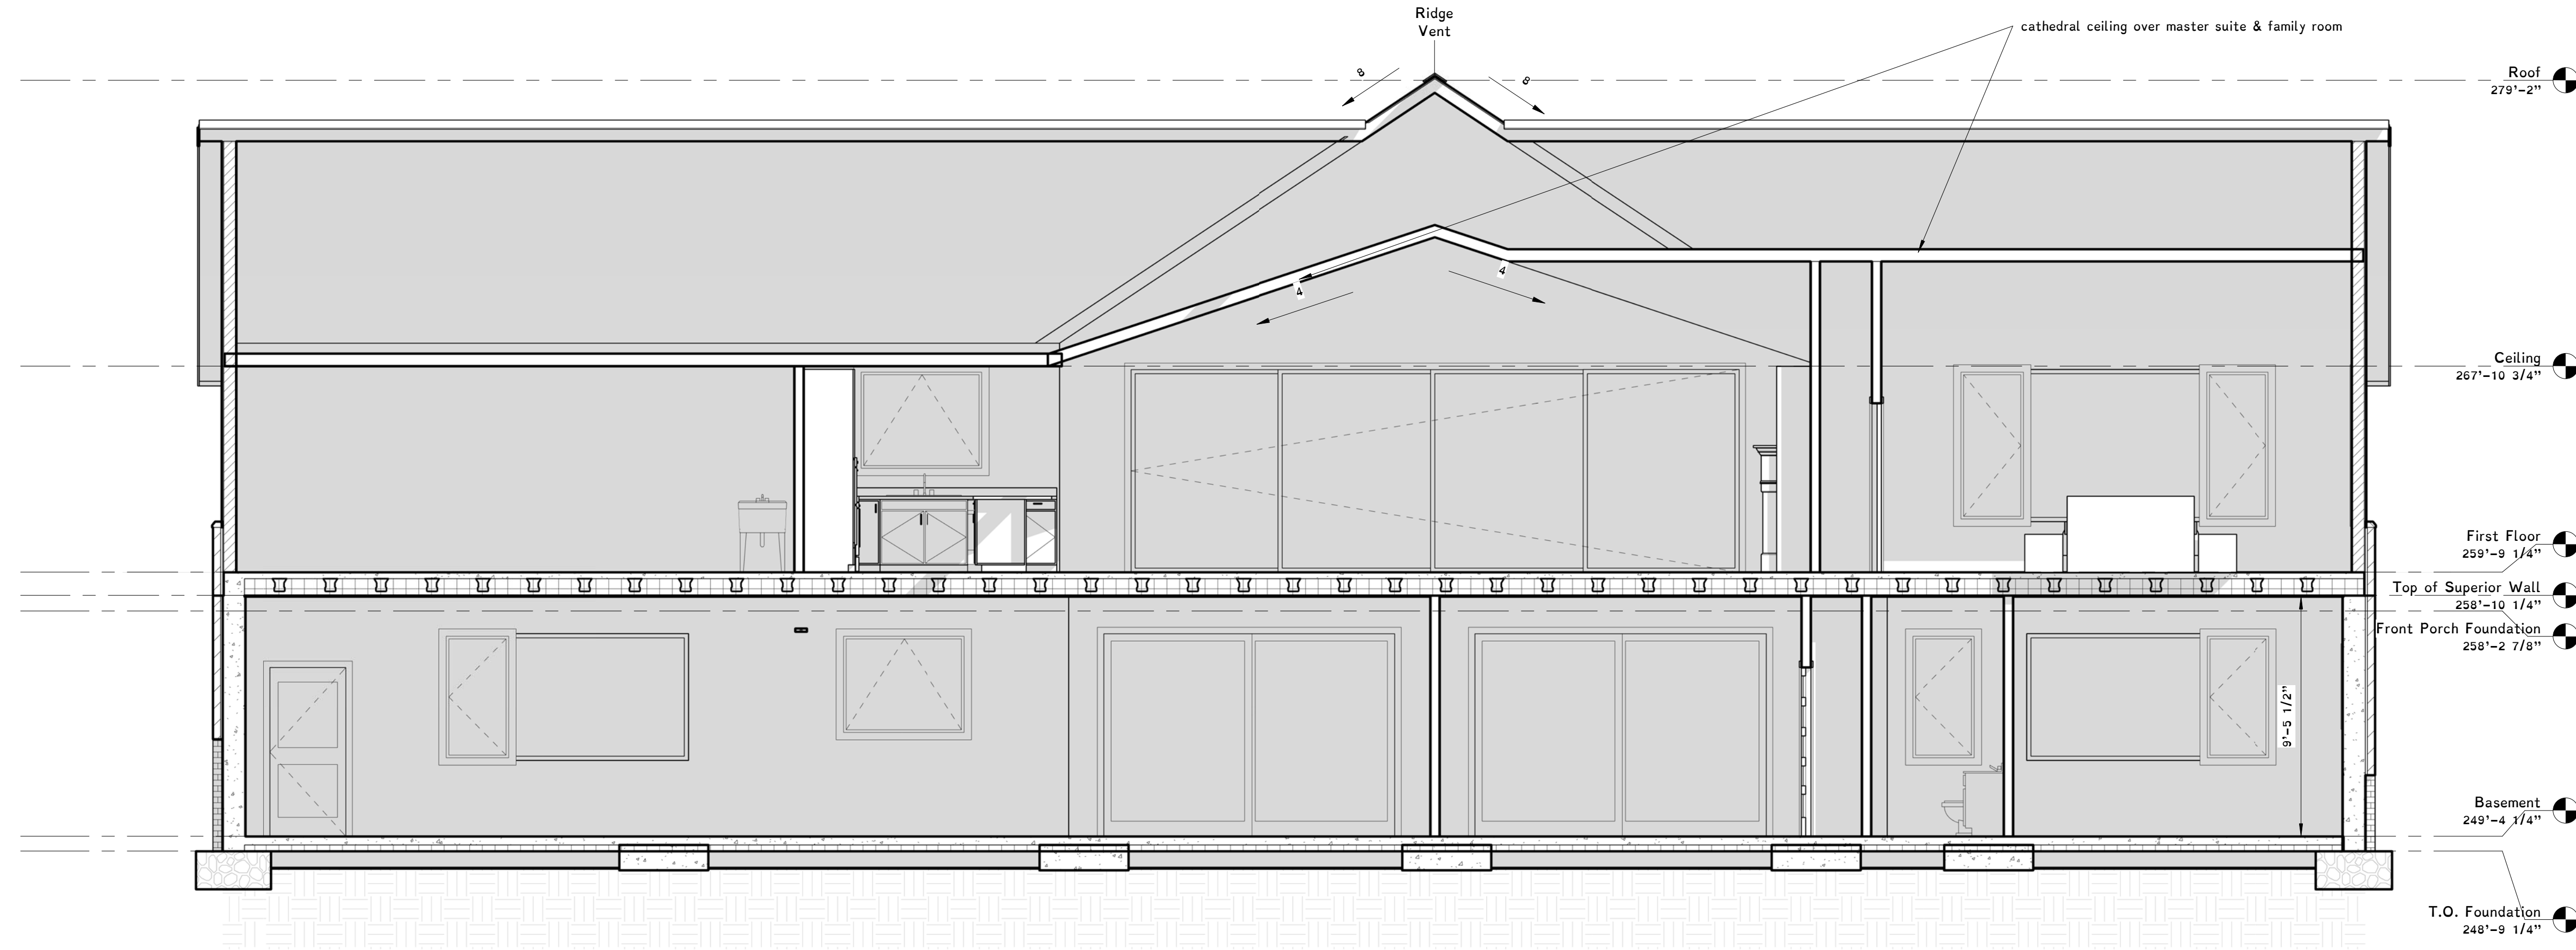 Ridge
Vent
cathedral ceiling over master suite & family room
8
8
Roof
279'-2"
4
4
Ceiling
267'-10 3/4"
First Floor
259'-9 1/4"
Top of Superior Wall
258'-10 1/4"
Front Porch Foundation
258'-2 7/8"
9'-5 1/2"
Basement
249'-4 1/4"
T.O. Foundation
248'-9 1/4"